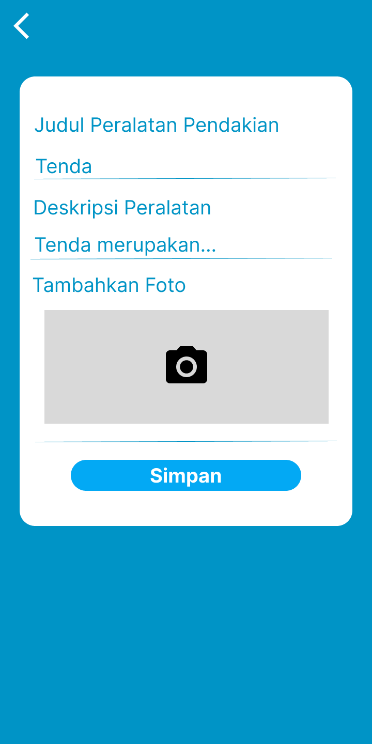 Judul Peralatan Pendakian
Tenda
Deskripsi Peralatan
Tenda merupakan...
Tambahkan Foto
Simpan